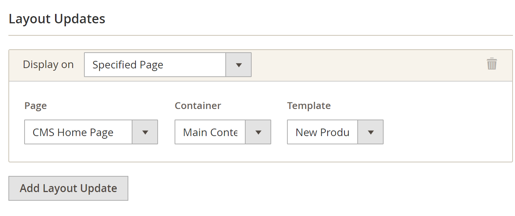 Layout Updates
Display on Specified Page
Page Container Template
CMS Home Page Main Conte New Produ
Add Layout Update